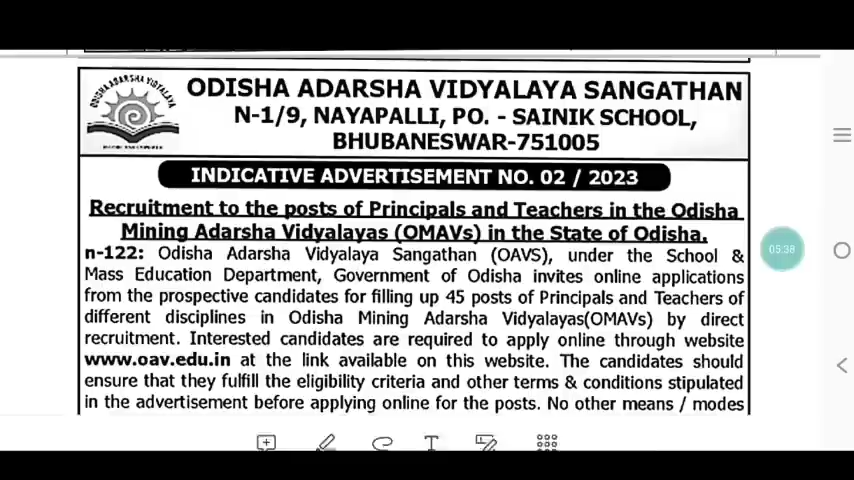 ODISHA ADARSHA VIDYALAYA
ODISHA ADARSHA VIDYALAYA SANGATHAN
N-1/9, NAYAPALLI, PO. - SAINIK SCHOOL,
BHUBANESWAR-751005
INDICATIVE ADVERTISEMENT NO. 02 / 2023
Recruitment to the posts of Principals and Teachers in the Odisha
Mining Adarsha Vidyalayas (OMAVs) in the State of Odisha.
n-122: Odisha Adarsha Vidyalaya Sangathan (OAVS), under the School &
Mass Education Department, Government of Odisha invites online applications
from the prospective candidates for filling up 45 posts of Principals and Teachers of
different disciplines in Odisha Mining Adarsha Vidyalayas(OMAVs) by direct
recruitment. Interested candidates are required to apply online through website
www.oav.edu.in at the link available on this website. The candidates should
ensure that they fulfill the eligibility criteria and other terms & conditions stipulated
in the advertisement before applying online for the posts. No other means / modes
05:38
T